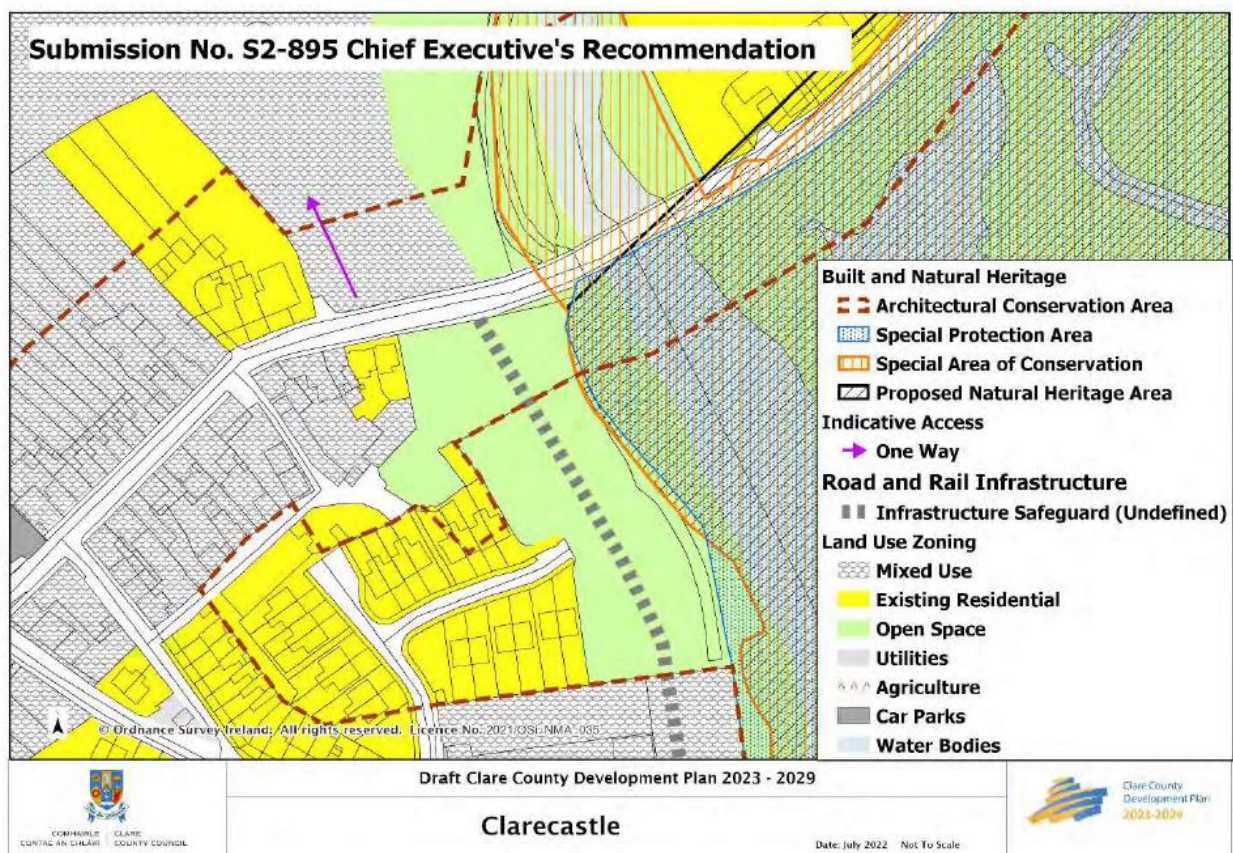 Submission No. S2-895 Chief Executive's Recommendation
Built and Natural Heritage
Architectural Conservation Area
Special Protection Area
Special Area of Conservation
Proposed Natural Heritage Area
Indicative Access
One Way
Road and Rail Infrastructure
Infrastructure Safeguard (Undefined)
Land Use Zoning
Mixed Use
Existing Residential
Open Space
Utilities
Agriculture
Car Parks
Water Bodies
© Ordnance Survey Ireland. All rights reserved. Licence No. 2021/OSi-NMA_035
COMHAIRLE CONTAE AN CHLÁIR
CLARE COUNTY COUNCIL
Draft Clare County Development Plan 2023 - 2029
Clarecastle
Date: July 2022 Not To Scale
Clare County
Development Plan
2023-2029